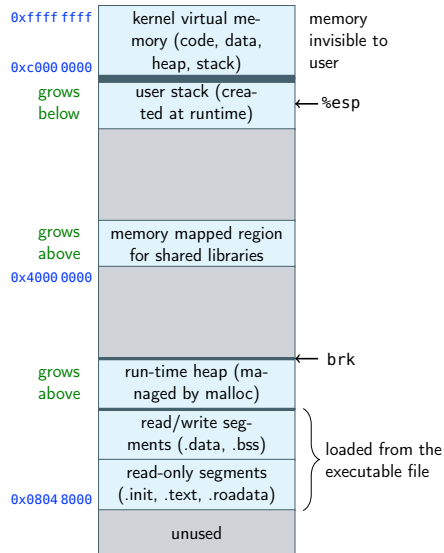 0xffff ffff
kernel virtual me-
mory (code, data,
heap, stack)
memory
invisible to
user
0xc000 0000
grows
below
user stack (crea-
ted at runtime)
%esp
grows
above
memory mapped region
for shared libraries
0x4000 0000
brk
grows
above
run-time heap (ma-
naged by malloc)
read/write seg-
ments (.data, .bss)
loaded from the
executable file
read-only segments
(.init, .text, .roadata)
0x0804 8000
unused